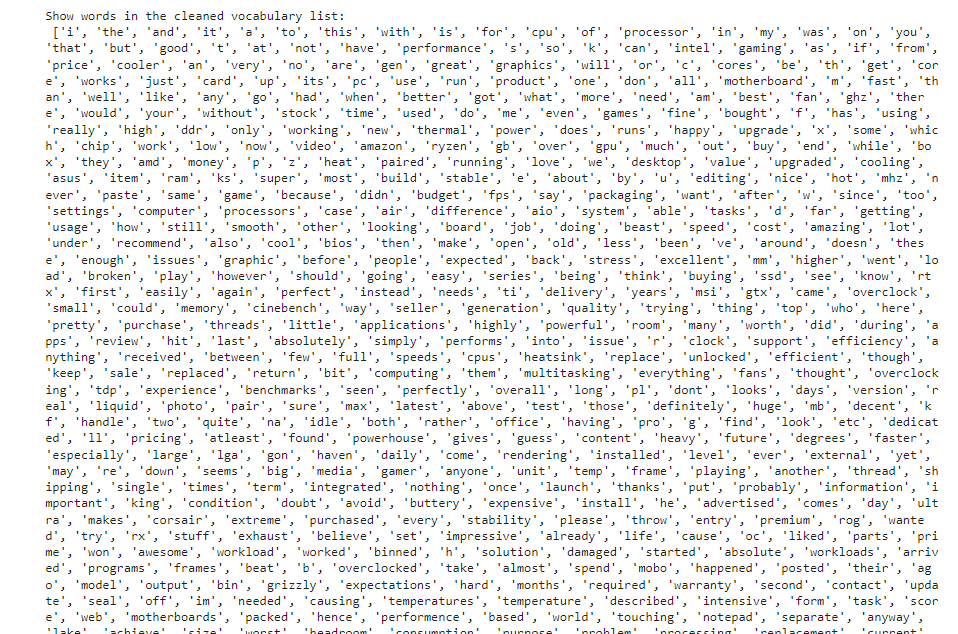 Show words in the cleaned vocabulary list:
['i', 'the', 'and', 'it', 'a', 'to', 'this', 'with', 'is', 'for', 'cpu', 'of', 'processor', 'in', 'my', 'was', 'on', 'you',
'that', 'but', 'good', 't', 'at', 'not', 'have', 'performance', 's', 'so', 'k', 'can', 'intel', 'gaming', 'as', 'if', 'from',
'price', 'cooler', 'an', 'very', 'no', 'are', 'gen', 'great', 'graphics', 'will', 'or', 'c', 'cores', 'be', 'th', 'get', 'cor
e', 'works', 'just', 'card', 'up', 'its', 'pc', 'use', 'run', 'product', 'one', 'don', 'all', 'motherboard', 'm', 'fast', 'th
an', 'well', 'like', 'any', 'go', 'had', 'when', 'better', 'got', 'what', 'more', 'need', 'am', 'best', 'fan', 'ghz', 'ther
e', 'would', 'your', 'without', 'stock', 'time', 'used', 'do', 'me', 'even', 'games', 'fine', 'bought', 'f', 'has', 'using',
'really', 'high', 'ddr', 'only', 'working', 'new', 'thermal', 'power', 'does', 'runs', 'happy', 'upgrade', 'x', 'some', 'whic
h', 'chip', 'work', 'low', 'now', 'video', 'amazon', 'ryzen', 'gb', 'over', 'gpu', 'much', 'out', 'buy', 'end', 'while', 'bo
x', 'they', 'amd', 'money', 'p', 'z', 'heat', 'paired', 'running', 'love', 'we', 'desktop', 'value', 'upgraded', 'cooling',
'asus', 'item', 'ram', 'ks', 'super', 'most', 'build', 'stable', 'e', 'about', 'by', 'u', 'editing', 'nice', 'hot', 'mhz', 'n
ever', 'paste', 'same', 'game', 'because', 'didn', 'budget', 'fps', 'say', 'packaging', 'want', 'after', 'w', 'since', 'too',
'settings', 'computer', 'processors', 'case', 'air', 'difference', 'aio', 'system', 'able', 'tasks', 'd', 'far', 'getting',
'usage', 'how', 'still', 'smooth', 'other', 'looking', 'board', 'job', 'doing', 'beast', 'speed', 'cost', 'amazing', 'lot',
'under', 'recommend', 'also', 'cool', 'bios', 'then', 'make', 'open', 'old', 'less', 'been', 've', 'around', 'doesn', 'thes
e', 'enough', 'issues', 'graphic', 'before', 'people', 'expected', 'back', 'stress', 'excellent', 'mm', 'higher', 'went', 'lo
ad', 'broken', 'play', 'however', 'should', 'going', 'easy', 'series', 'being', 'think', 'buying', 'ssd', 'see', 'know', 'rt
x', 'first', 'easily', 'again', 'perfect', 'instead', 'needs', 'ti', 'delivery', 'years', 'msi', 'gtx', 'came', 'overclock',
'small', 'could', 'memory', 'cinebench', 'way', 'seller', 'generation', 'quality', 'trying', 'thing', 'top', 'who', 'here',
'pretty', 'purchase', 'threads', 'little', 'applications', 'highly', 'powerful', 'room', 'many', 'worth', 'did', 'during', 'a
pps', 'review', 'hit', 'last', 'absolutely', 'simply', 'performs', 'into', 'issue', 'r', 'clock', 'support', 'efficiency', 'a
nything', 'received', 'between', 'few', 'full', 'speeds', 'cpus', 'heatsink', 'replace', 'unlocked', 'efficient', 'though',
'keep', 'sale', 'replaced', 'return', 'bit', 'computing', 'them', 'multitasking', 'everything', 'fans', 'thought', 'overclock
ing', 'tdp', 'experience', 'benchmarks', 'seen', 'perfectly', 'overall', 'long', 'pl', 'dont', 'looks', 'days', 'version', 'r
eal', 'liquid', 'photo', 'pair', 'sure', 'max', 'latest', 'above', 'test', 'those', 'definitely', 'huge', 'mb', 'decent', 'k
f', 'handle', 'two', 'quite', 'na', 'idle', 'both', 'rather', 'office', 'having', 'pro', 'g', 'find', 'look', 'etc', 'dedicat
ed', 'll', 'pricing', 'atleast', 'found', 'powerhouse', 'gives', 'guess', 'content', 'heavy', 'future', 'degrees', 'faster',
'especially', 'large', 'lga', 'gon', 'haven', 'daily', 'come', 'rendering', 'installed', 'level', 'ever', 'external', 'yet',
'may', 're', 'down', 'seems', 'big', 'media', 'gamer', 'anyone', 'unit', 'temp', 'frame', 'playing', 'another', 'thread', 'sh
ipping', 'single', 'times', 'term', 'integrated', 'nothing', 'once', 'launch', 'thanks', 'put', 'probably', 'information', 'i
mportant', 'king', 'condition', 'doubt', 'avoid', 'buttery', 'expensive', 'install', 'he', 'advertised', 'comes', 'day', 'ult
ra', 'makes', 'corsair', 'extreme', 'purchased', 'every', 'stability', 'please', 'throw', 'entry', 'premium', 'rog', 'wante
d', 'try', 'rx', 'stuff', 'exhaust', 'believe', 'set', 'impressive', 'already', 'life', 'cause', 'oc', 'liked', 'parts', 'pri
me', 'won', 'awesome', 'workload', 'worked', 'binned', 'h', 'solution', 'damaged', 'started', 'absolute', 'workloads', 'arriv
ed', 'programs', 'frames', 'beat', 'b', 'overclocked', 'take', 'almost', 'spend', 'mobo', 'happened', 'posted', 'their', 'ag
o', 'model', 'output', 'bin', 'grizzly', 'expectations', 'hard', 'months', 'required', 'warranty', 'second', 'contact', 'upda
te', 'seal', 'off', 'im', 'needed', 'causing', 'temperatures', 'temperature', 'described', 'intensive', 'form', 'task', 'scor
e', 'web', 'motherboards', 'packed', 'hence', 'performence', 'based', 'world', 'touching', 'notepad', 'separate', 'anyway',
'lake', 'achieve', 'size', 'worst', 'headroom', 'consumption', 'purpose', 'problem', 'processing', 'replacement', 'current',